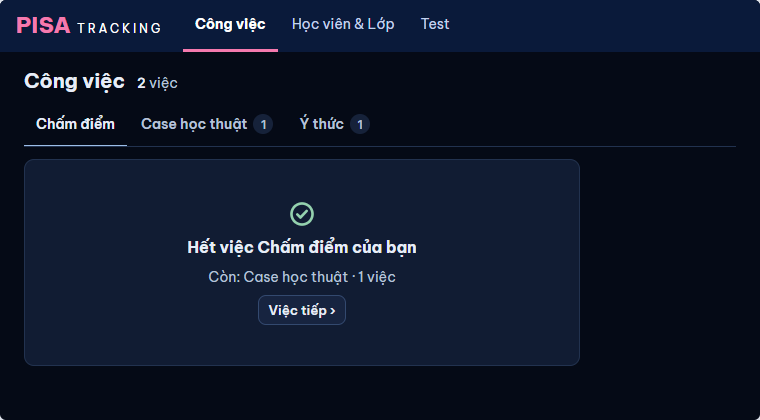 PISA TRACKING Công việc Học viên & Lớp Test
Công việc 2 việc
Chấm điểm Case học thuật 1 Ý thức 1
Hết việc Chấm điểm của bạn
Còn: Case học thuật · 1 việc
Việc tiếp ›